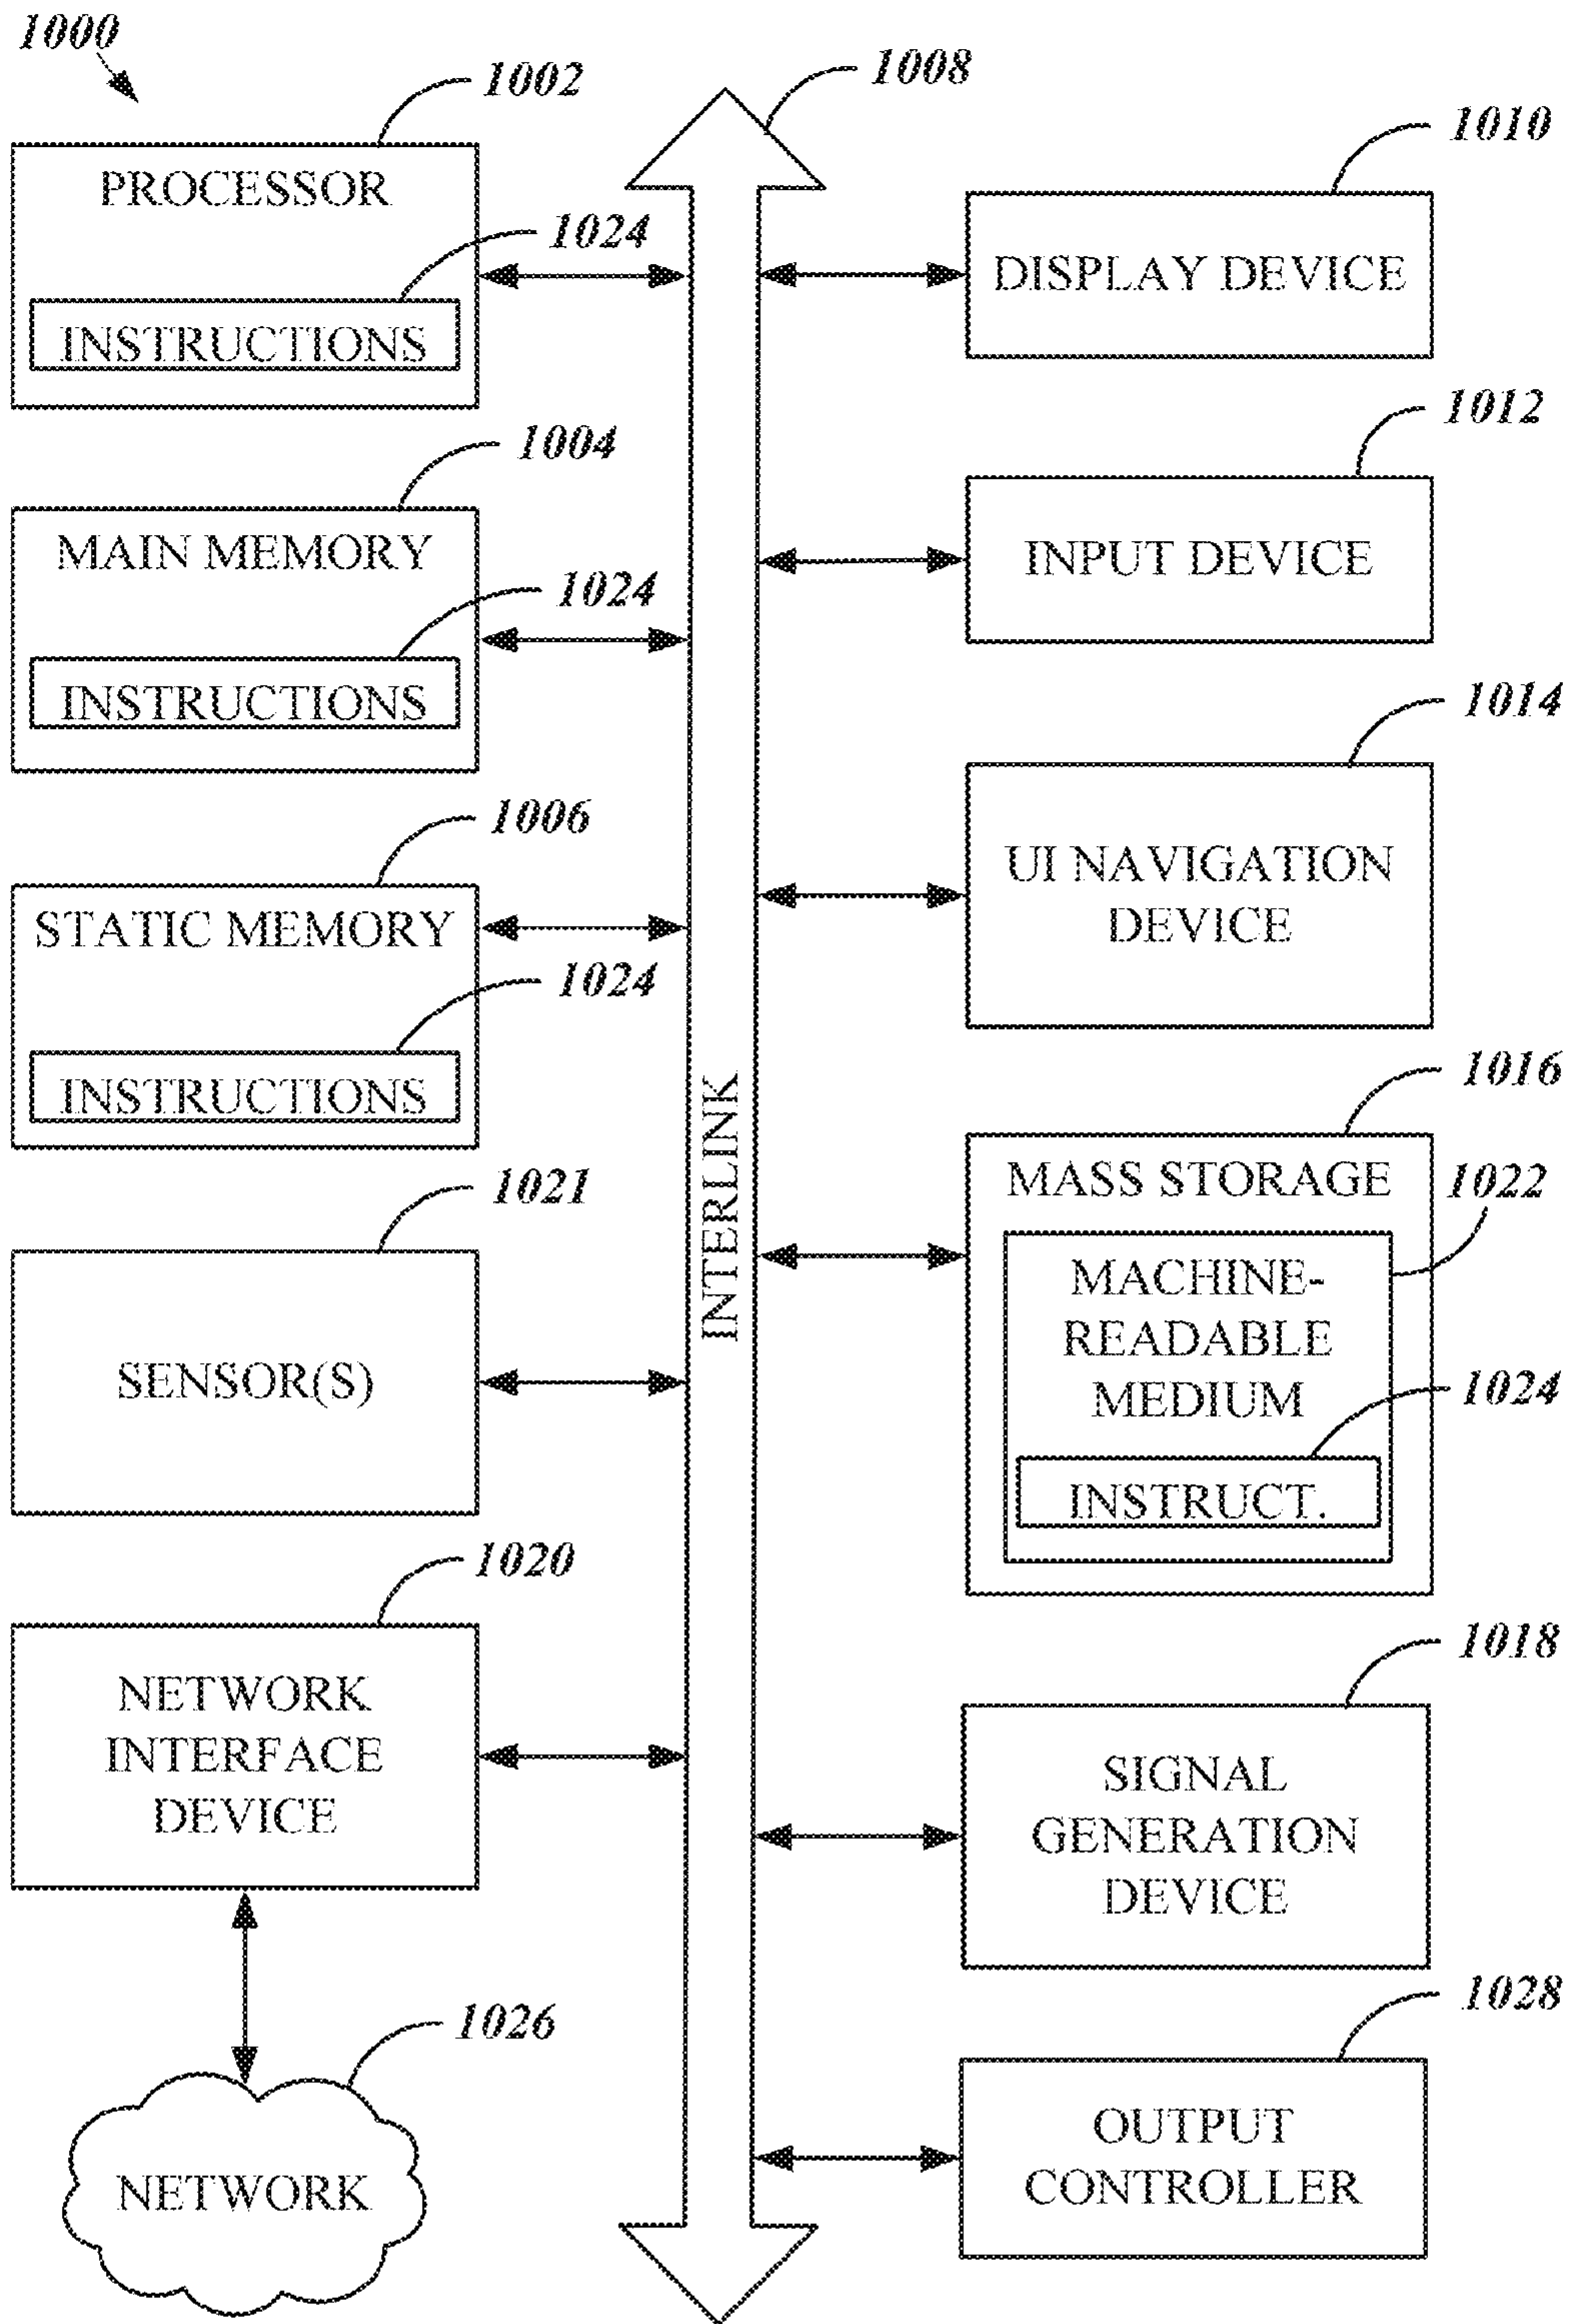 1000
1002
PROCESSOR
1024
INSTRUCTIONS
1004
MAIN MEMORY
1024
INSTRUCTIONS
1006
STATIC MEMORY
1024
INSTRUCTIONS
1021
SENSOR(S)
1020
NETWORK
INTERFACE
DEVICE
1026
NETWORK
1008
INTERLINK
1010
DISPLAY DEVICE
1012
INPUT DEVICE
1014
UI NAVIGATION
DEVICE
1016
MASS STORAGE
1022
MACHINE-
READABLE
MEDIUM
1024
INSTRUCT.
1018
SIGNAL
GENERATION
DEVICE
1028
OUTPUT
CONTROLLER